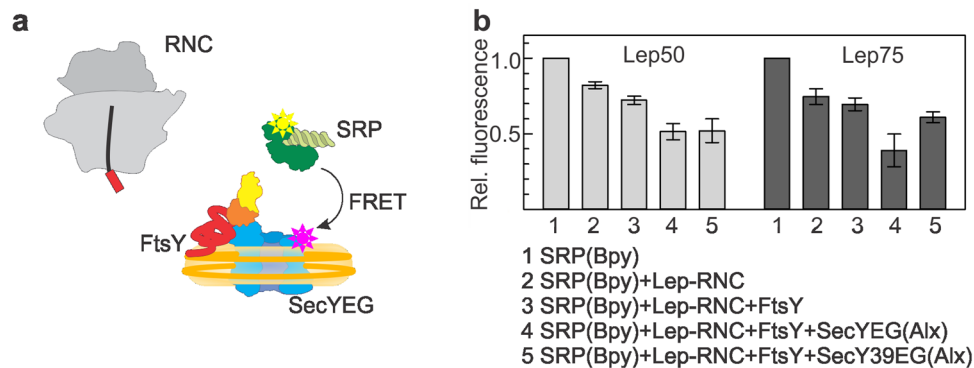 a
RNC
SRP
FRET
FtsY
SecYEG
b
Rel. fluorescence
1.0
0.5
Lep50
Lep75
1 2 3 4 5 1 2 3 4 5
1 SRP(Bpy)
2 SRP(Bpy)+Lep-RNC
3 SRP(Bpy)+Lep-RNC+FtsY
4 SRP(Bpy)+Lep-RNC+FtsY+SecYEG(Alx)
5 SRP(Bpy)+Lep-RNC+FtsY+SecY39EG(Alx)